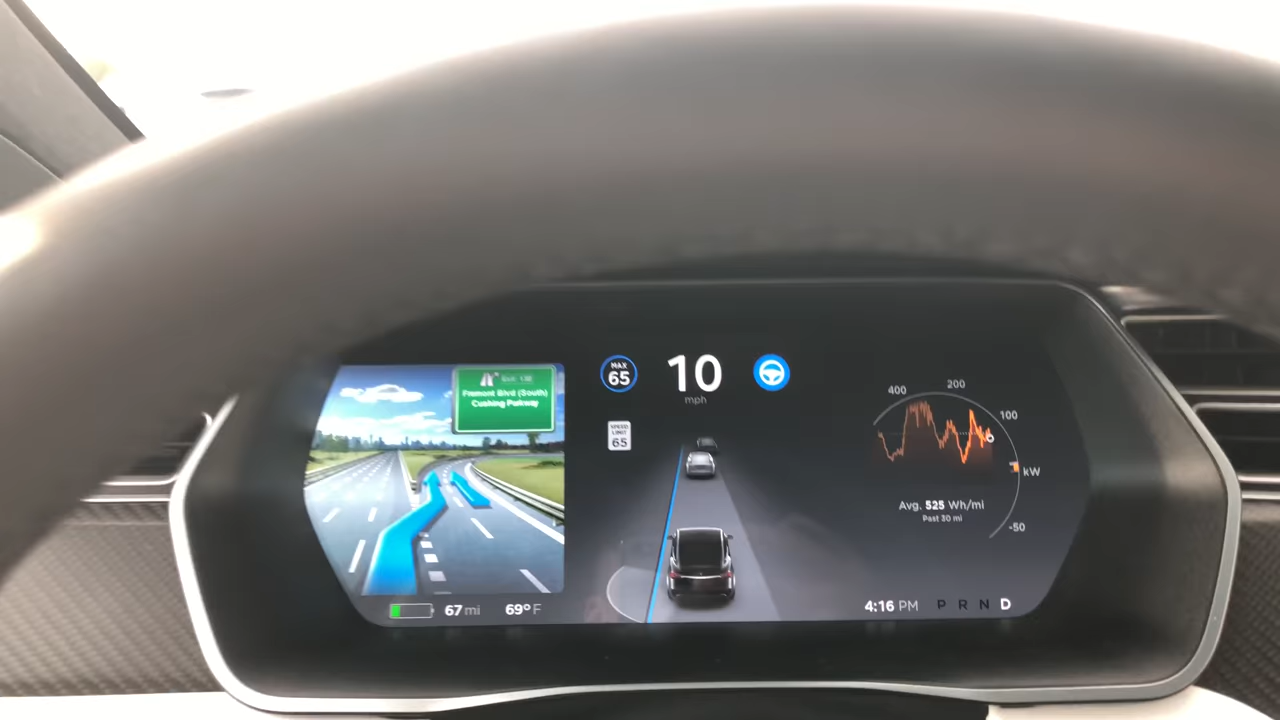 Fremont Blvd (South)
Cushing Parkway
MAX
65
10
mph
SPEED
LIMIT
65
400
200
100
kW
-50
Avg. 525 Wh/mi
Past 30 mi
67 mi
69° F
4:16 PM
P R N D